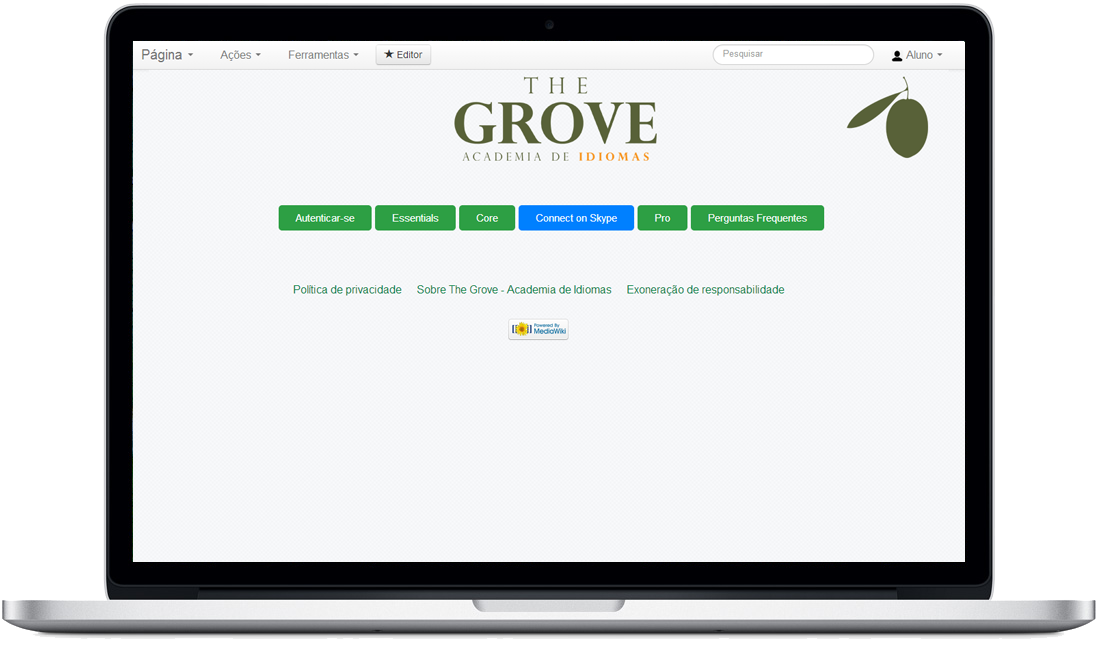 Página Ações Ferramentas ★ Editor Pesquisar Aluno
THE
GROVE
ACADEMIA DE IDIOMAS
Autenticar-se Essentials Core Connect on Skype Pro Perguntas Frequentes
Política de privacidade Sobre The Grove - Academia de Idiomas Exoneração de responsabilidade
Powered By
MediaWiki